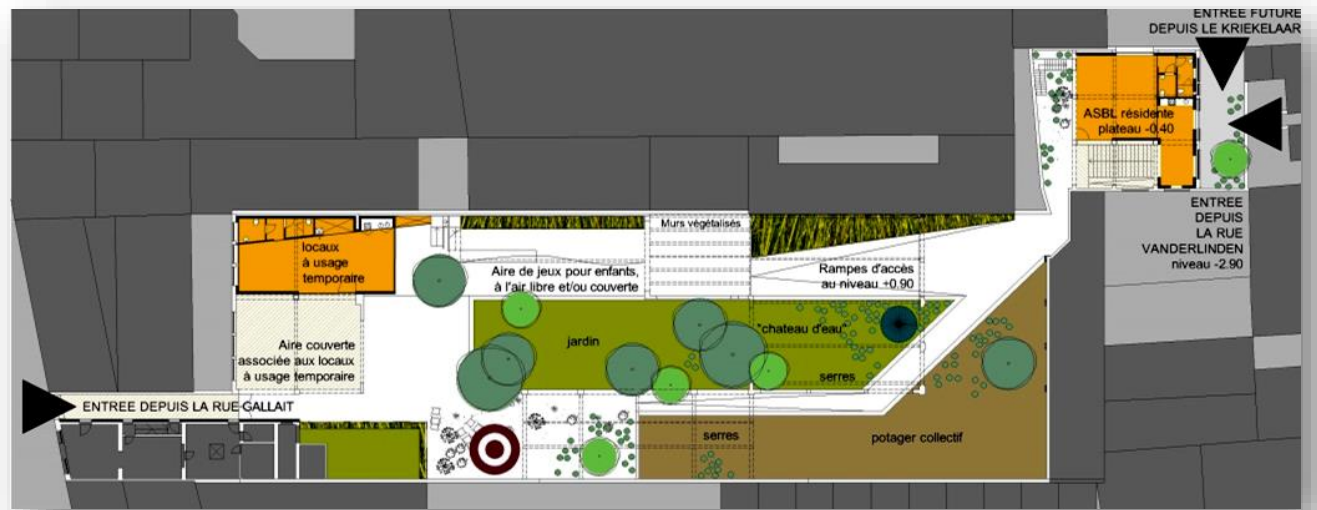 ENTREE FUTURE
DEPUIS LE KRIEKELAAR
ASBL résidente
plateau -0.40
ENTREE
DEPUIS
LA RUE
VANDERLINDEN
niveau -2.90
Murs végétalisés
locaux
à usage
temporaire
Aire de jeux pour enfants,
à l'air libre et/ou couverte
Rampes d'accès
au niveau +0.90
jardin
"chateau d'eau"
serres
Aire couverte
associée aux locaux
à usage temporaire
ENTREE DEPUIS LA RUE GALLAIT
serres
potager collectif